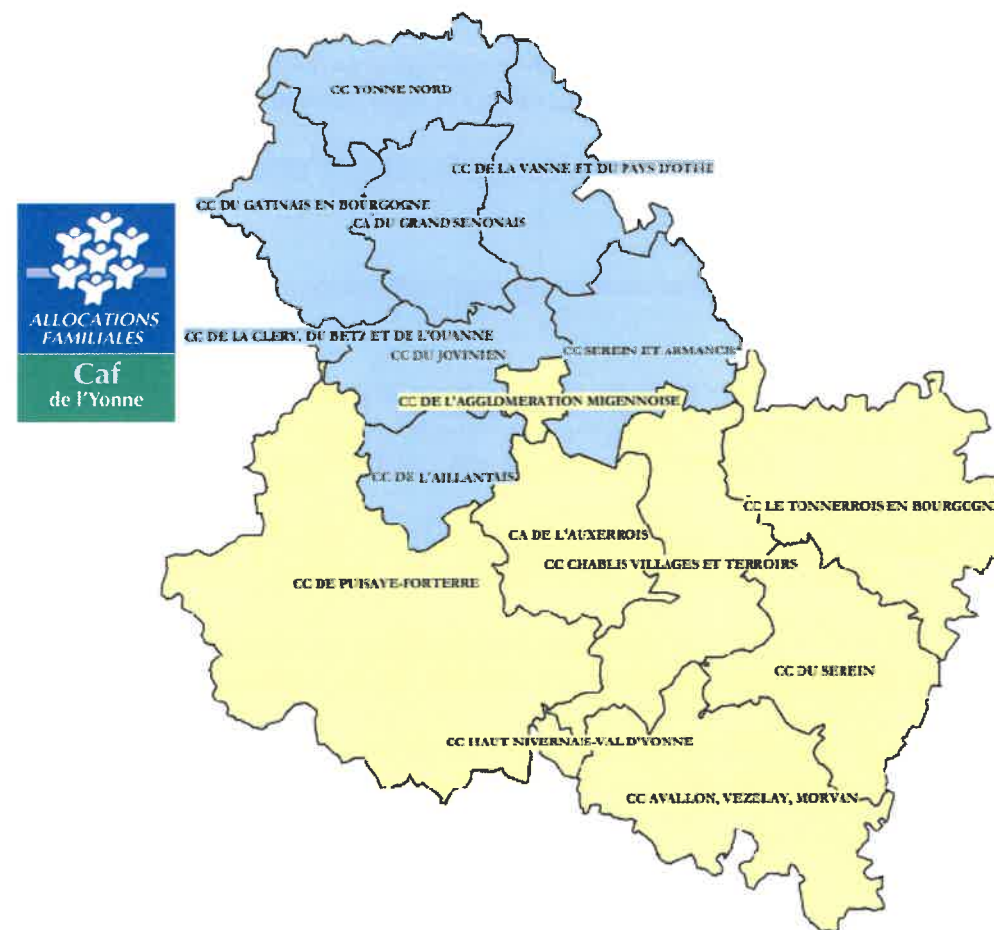 CC YONNE NORD
CC DE LA VANNE ET DU PAYS D'OTHE
CC DU GATINAIS EN BOURGOGNE
CA DU GRAND SENONAIS
ALLOCATIONS
FAMILIALES
Caf
de l'Yonne
CC DE LA CLERY, DU BETZ ET DE L'OUANNE
CC DU JOVINIEN
CC SEREIN ET ARMANCE
CC DE L'AGGLOMERATION MIGENNOISE
CC DE L'AILLANTAIS
CC LE TONNERROIS EN BOURGOGNE
CA DE L'AUXERROIS
CC CHABLIS VILLAGES ET TERROIRS
CC DE PUISAYE-FORTERRE
CC DU SEREIN
CC HAUT NIVERNAIS-VAL D'YONNE
CC AVALLON, VEZELAY, MORVAN